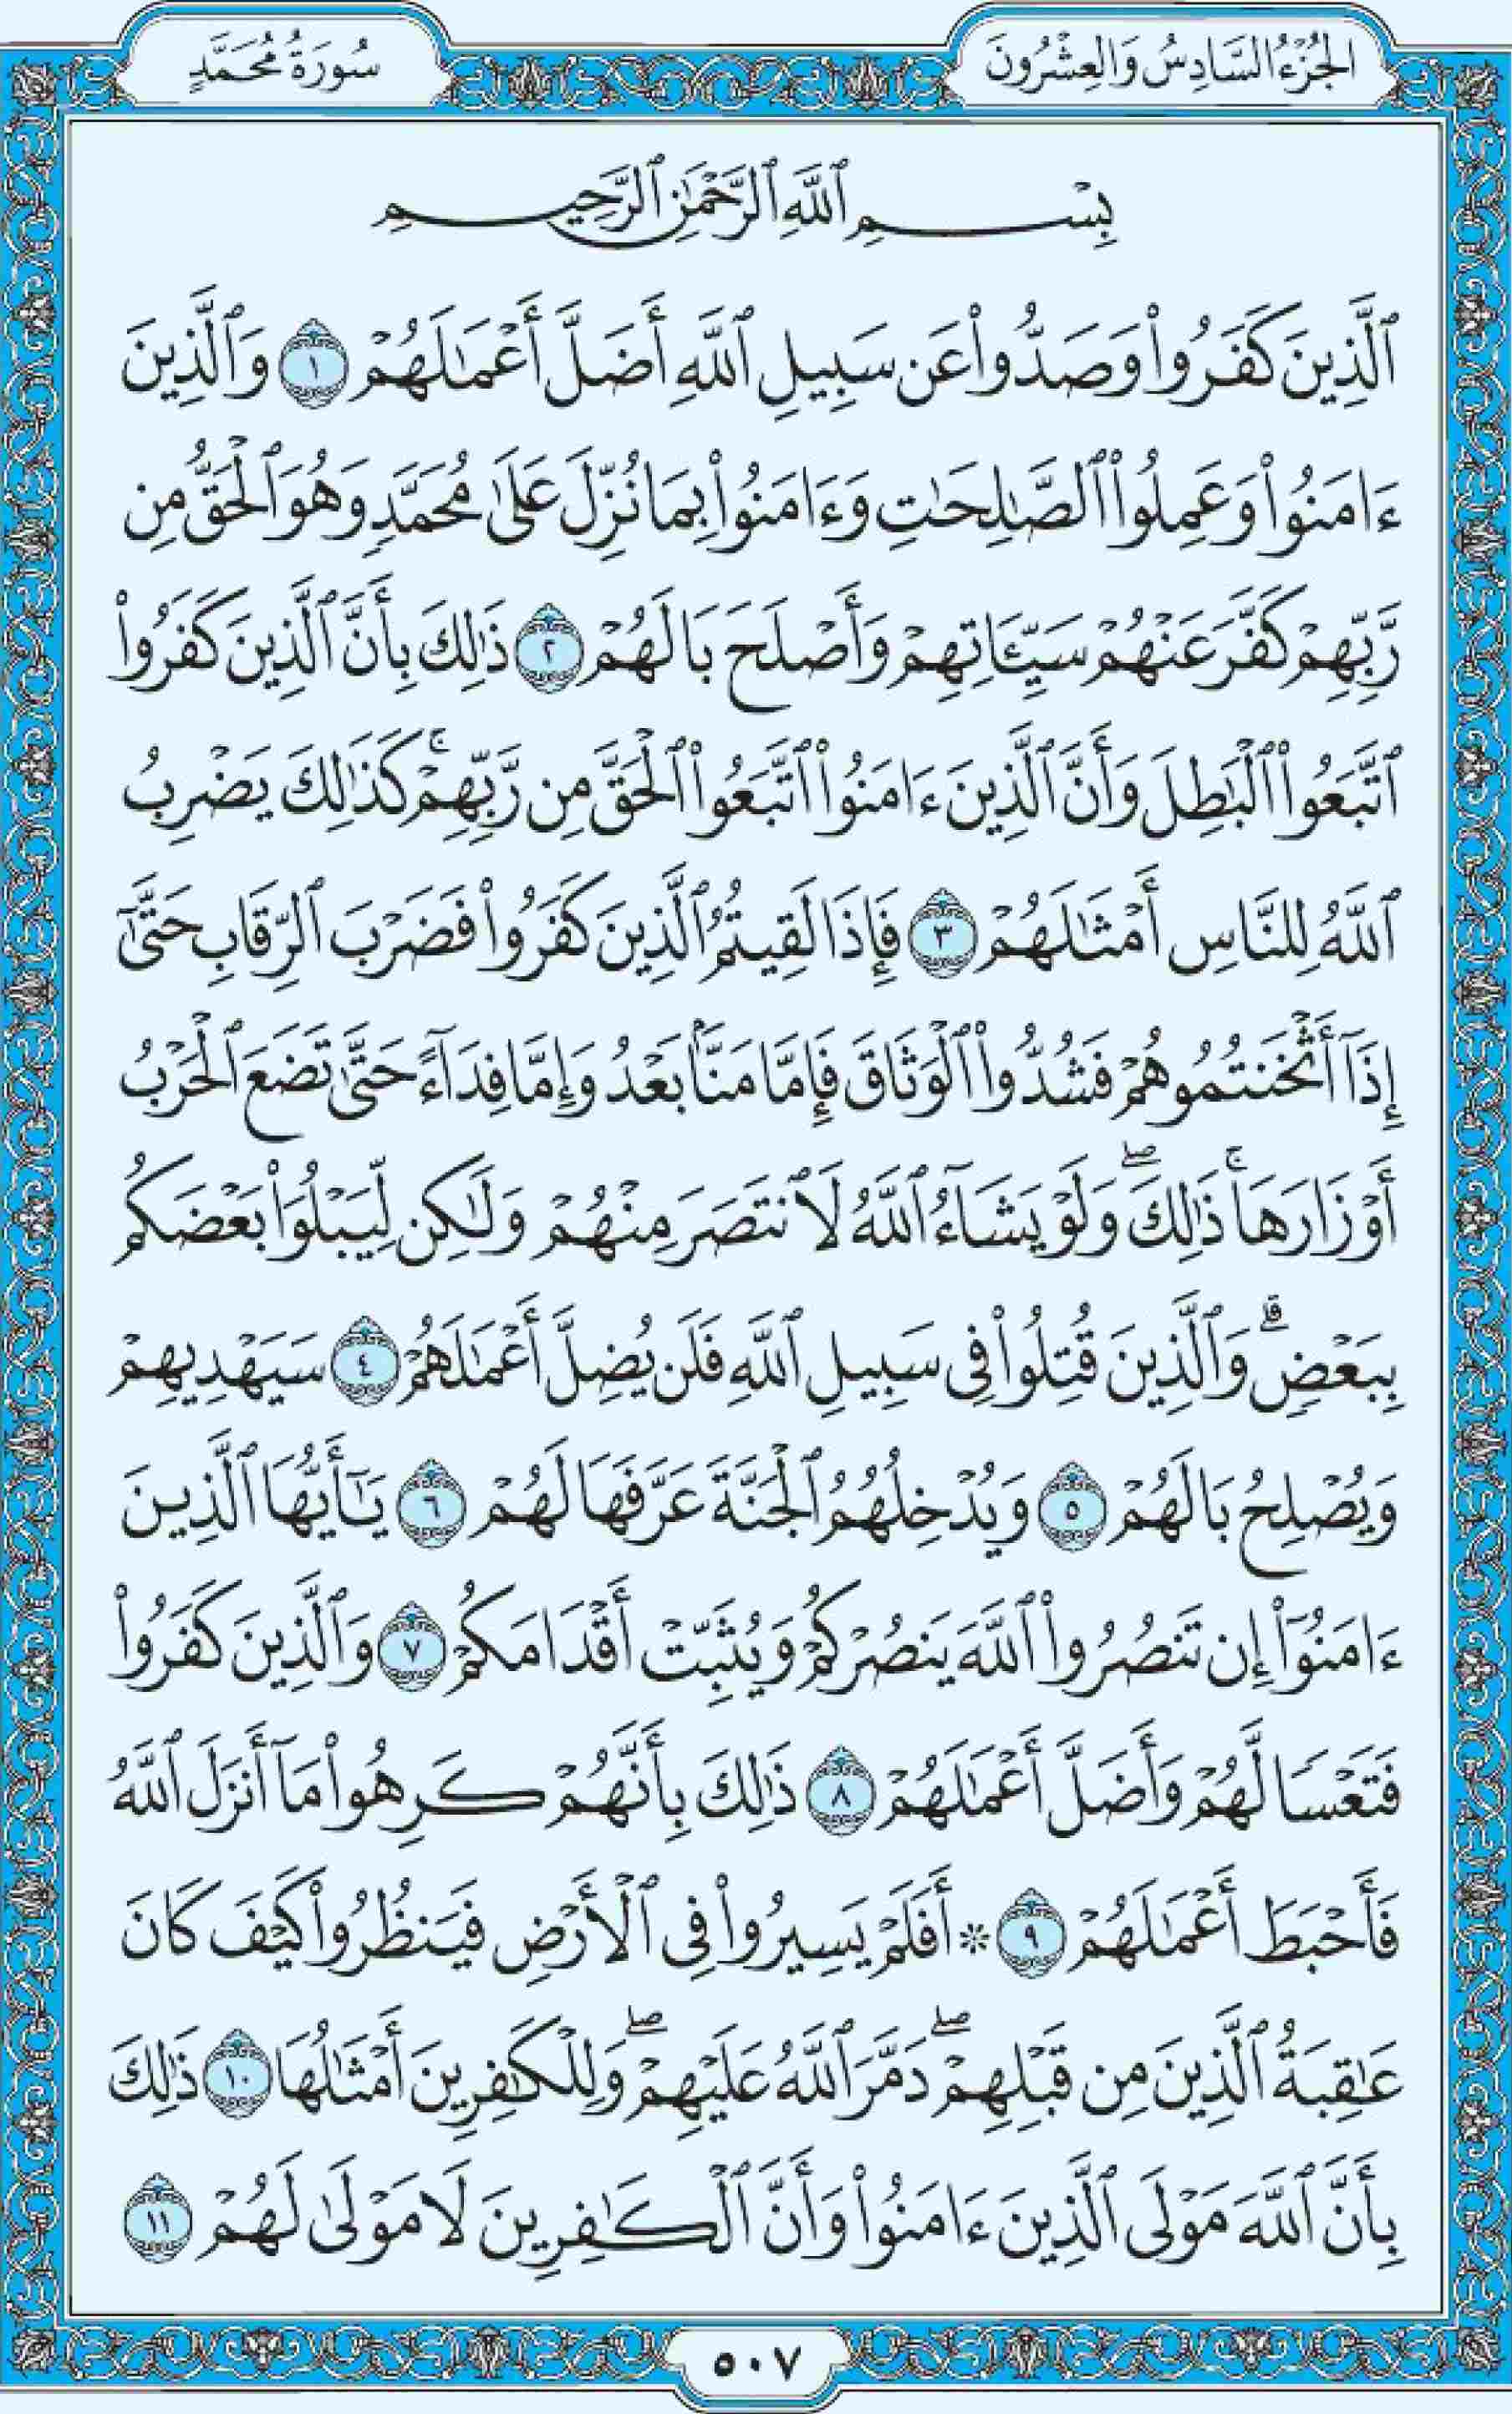 الجُزْءُ السَّادِسُ وَالعِشْرُونَ
سُورَةُ مُحَمَّدٍ
بِسْمِ ٱللَّهِ ٱلرَّحْمَٰنِ ٱلرَّحِيمِ
ٱلَّذِينَ كَفَرُوا۟ وَصَدُّوا۟ عَن سَبِيلِ ٱللَّهِ أَضَلَّ أَعْمَٰلَهُمْ ١ وَٱلَّذِينَ
ءَامَنُوا۟ وَعَمِلُوا۟ ٱلصَّٰلِحَٰتِ وَءَامَنُوا۟ بِمَا نُزِّلَ عَلَىٰ مُحَمَّدٍ وَهُوَ ٱلْحَقُّ مِن
رَّبِّهِمْ كَفَّرَ عَنْهُمْ سَيِّـَٔاتِهِمْ وَأَصْلَحَ بَالَهُمْ ٢ ذَٰلِكَ بِأَنَّ ٱلَّذِينَ كَفَرُوا۟
ٱتَّبَعُوا۟ ٱلْبَٰطِلَ وَأَنَّ ٱلَّذِينَ ءَامَنُوا۟ ٱتَّبَعُوا۟ ٱلْحَقَّ مِن رَّبِّهِمْ ۚ كَذَٰلِكَ يَضْرِبُ
ٱللَّهُ لِلنَّاسِ أَمْثَٰلَهُمْ ٣ فَإِذَا لَقِيتُمُ ٱلَّذِينَ كَفَرُوا۟ فَضَرْبَ ٱلرِّقَابِ حَتَّىٰٓ
إِذَآ أَثْخَنتُمُوهُمْ فَشُدُّوا۟ ٱلْوَثَاقَ فَإِمَّا مَنًّۢا بَعْدُ وَإِمَّا فِدَآءً حَتَّىٰ تَضَعَ ٱلْحَرْبُ
أَوْزَارَهَا ۚ ذَٰلِكَ ۖ وَلَوْ يَشَآءُ ٱللَّهُ لَٱنتَصَرَ مِنْهُمْ وَلَٰكِن لِّيَبْلُوَا۟ بَعْضَكُم
بِبَعْضٍ ۗ وَٱلَّذِينَ قُتِلُوا۟ فِى سَبِيلِ ٱللَّهِ فَلَن يُضِلَّ أَعْمَٰلَهُمْ ٤ سَيَهْدِيهِمْ
وَيُصْلِحُ بَالَهُمْ ٥ وَيُدْخِلُهُمُ ٱلْجَنَّةَ عَرَّفَهَا لَهُمْ ٦ يَٰٓأَيُّهَا ٱلَّذِينَ
ءَامَنُوٓا۟ إِن تَنصُرُوا۟ ٱللَّهَ يَنصُرْكُمْ وَيُثَبِّتْ أَقْدَامَكُمْ ٧ وَٱلَّذِينَ كَفَرُوا۟
فَتَعْسًا لَّهُمْ وَأَضَلَّ أَعْمَٰلَهُمْ ٨ ذَٰلِكَ بِأَنَّهُمْ كَرِهُوا۟ مَآ أَنزَلَ ٱللَّهُ
فَأَحْبَطَ أَعْمَٰلَهُمْ ٩ * أَفَلَمْ يَسِيرُوا۟ فِى ٱلْأَرْضِ فَيَنظُرُوا۟ كَيْفَ كَانَ
عَٰقِبَةُ ٱلَّذِينَ مِن قَبْلِهِمْ ۖ دَمَّرَ ٱللَّهُ عَلَيْهِمْ ۖ وَلِلْكَٰفِرِينَ أَمْثَٰلُهَا ١٠ ذَٰلِكَ
بِأَنَّ ٱللَّهَ مَوْلَى ٱلَّذِينَ ءَامَنُوا۟ وَأَنَّ ٱلْكَٰفِرِينَ لَا مَوْلَىٰ لَهُمْ ١١
٥٠٧